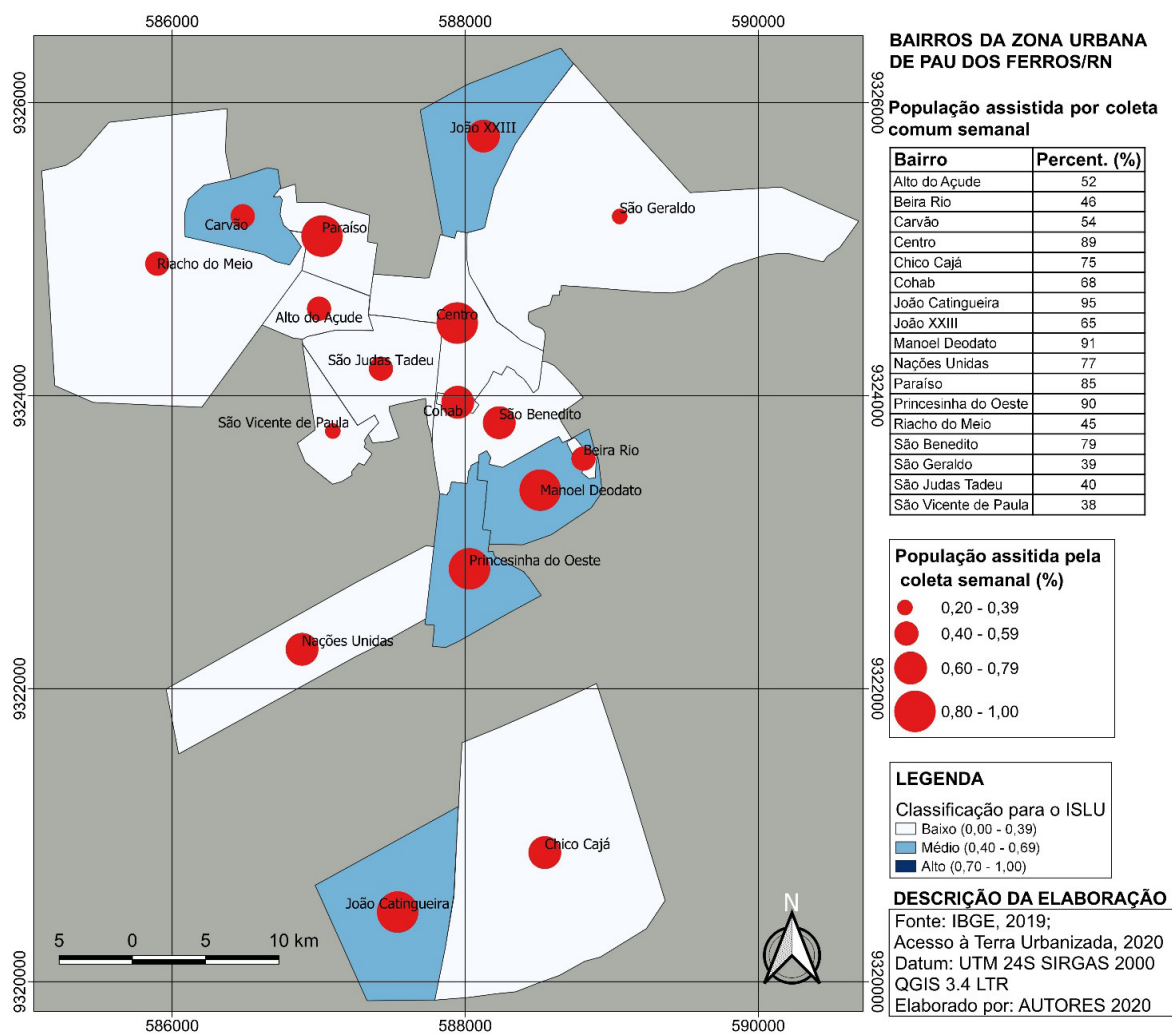 586000
588000
590000
9326000
9326000
9324000
9324000
9322000
9322000
9320000
9320000
João XXIII
São Geraldo
Carvão
Paraíso
Riacho do Meio
Alto do Açude
Centro
São Judas Tadeu
Cohab
São Benedito
São Vicente de Paula
Beira Rio
Manoel Deodato
Princesinha do Oeste
Nações Unidas
Chico Cajá
João Catingueira
5 0 5 10 km
N
586000
588000
590000
BAIRROS DA ZONA URBANA
DE PAU DOS FERROS/RN
População assistida por coleta
comum semanal
Bairro Percent. (%)
Alto do Açude 52
Beira Rio 46
Carvão 54
Centro 89
Chico Cajá 75
Cohab 68
João Catingueira 95
João XXIII 65
Manoel Deodato 91
Nações Unidas 77
Paraíso 85
Princesinha do Oeste 90
Riacho do Meio 45
São Benedito 79
São Geraldo 39
São Judas Tadeu 40
São Vicente de Paula 38
População assitida pela
coleta semanal (%)
0,20 - 0,39
0,40 - 0,59
0,60 - 0,79
0,80 - 1,00
LEGENDA
Classificação para o ISLU
Baixo (0,00 - 0,39)
Médio (0,40 - 0,69)
Alto (0,70 - 1,00)
DESCRIÇÃO DA ELABORAÇÃO
Fonte: IBGE, 2019;
Acesso à Terra Urbanizada, 2020
Datum: UTM 24S SIRGAS 2000
QGIS 3.4 LTR
Elaborado por: AUTORES 2020